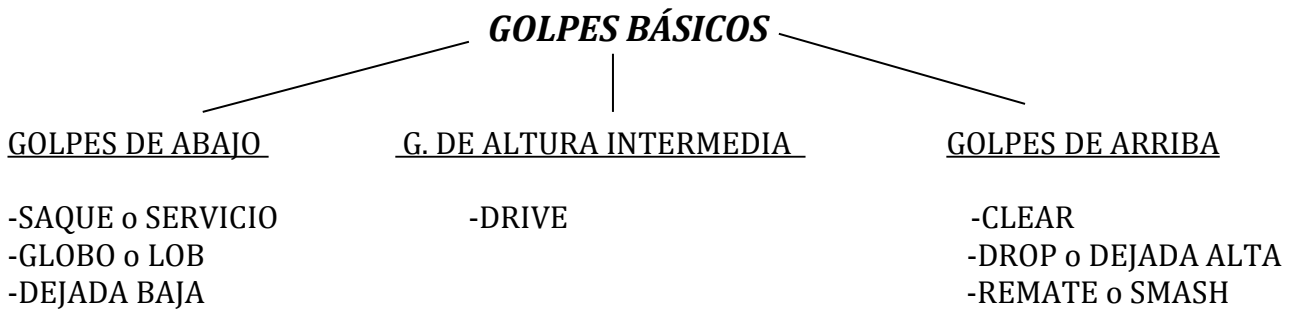 GOLPES BÁSICOS
GOLPES DE ABAJO
G. DE ALTURA INTERMEDIA
GOLPES DE ARRIBA
-SAQUE o SERVICIO
-GLOBO o LOB
-DEJADA BAJA
-DRIVE
-CLEAR
-DROP o DEJADA ALTA
-REMATE o SMASH